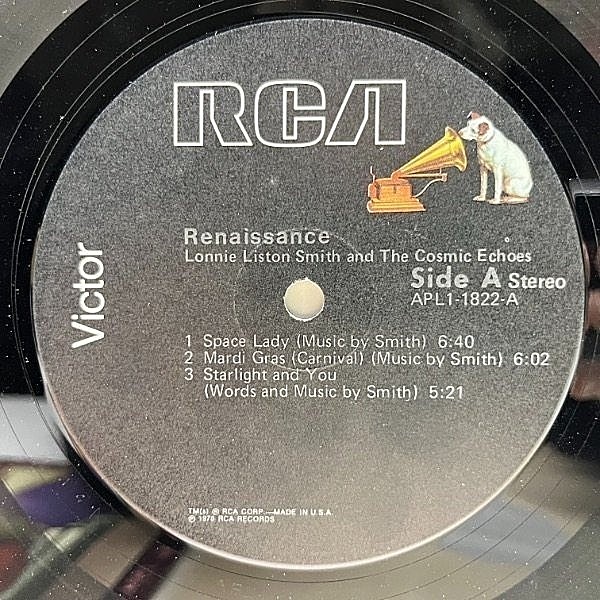 RCA
Victor
Renaissance
Lonnie Liston Smith and The Cosmic Echoes
Side A Stereo
APL1-1822-A
1 Space Lady (Music by Smith) 6:40
2 Mardi Gras (Carnival) (Music by Smith) 6:02
3 Starlight and You
(Words and Music by Smith) 5:21
TM(s) ® RCA CORP.—MADE IN U.S.A.
℗ 1976 RCA RECORDS